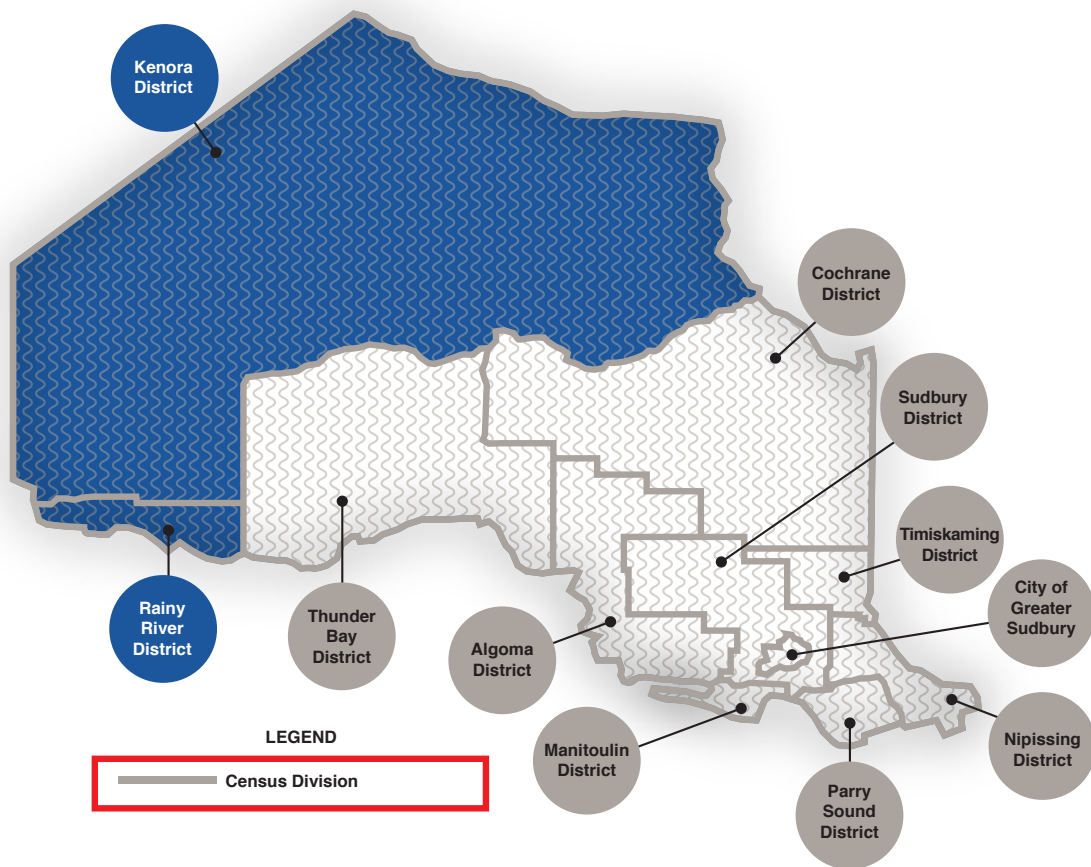 Kenora
District
Cochrane
District
Sudbury
District
Timiskaming
District
City of
Greater
Sudbury
Rainy
River
District
Thunder
Bay
District
Algoma
District
Manitoulin
District
Parry
Sound
District
Nipissing
District
LEGEND
Census Division